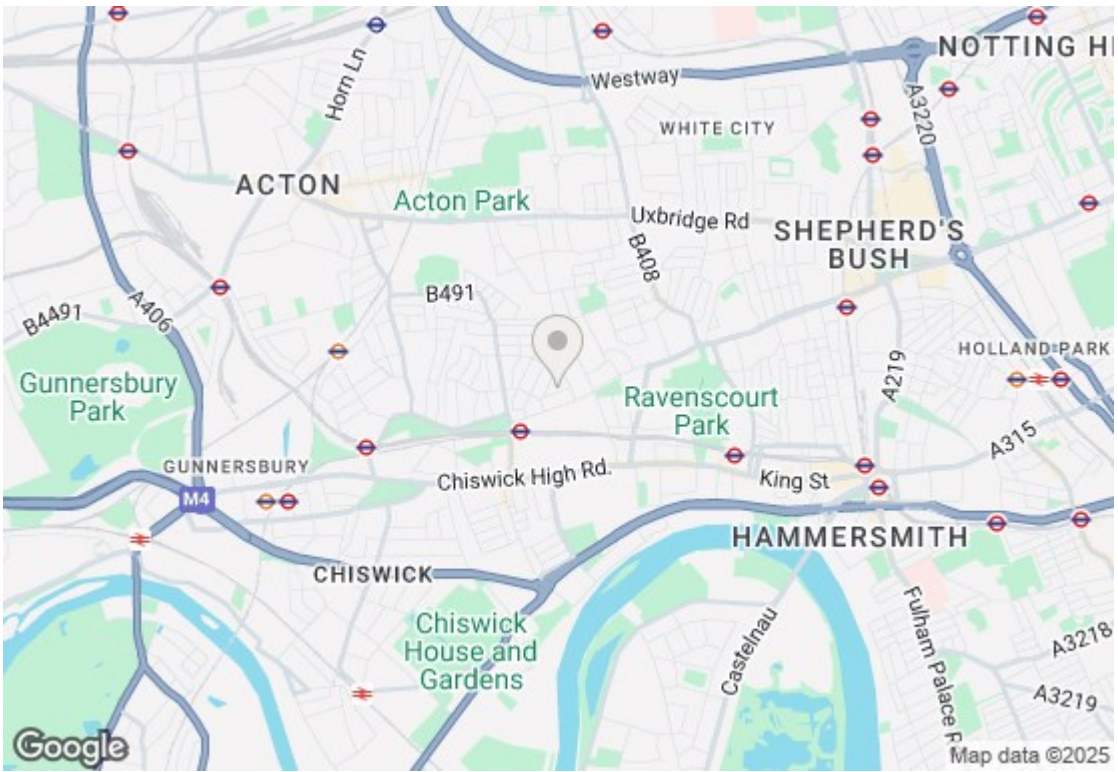 NOTTING HI
Westway
Horn Ln
A3220
WHITE CITY
ACTON
Acton Park
Uxbridge Rd
SHEPHERD'S
BUSH
B408
B491
B4491
A406
HOLLAND PARK
A219
Gunnersbury
Park
Ravenscourt
Park
A315
GUNNERSBURY
Chiswick High Rd.
King St
M4
HAMMERSMITH
CHISWICK
Chiswick
House and
Gardens
Castelnau
Fulham Palace R
A3218
A3219
Google
Map data ©2025